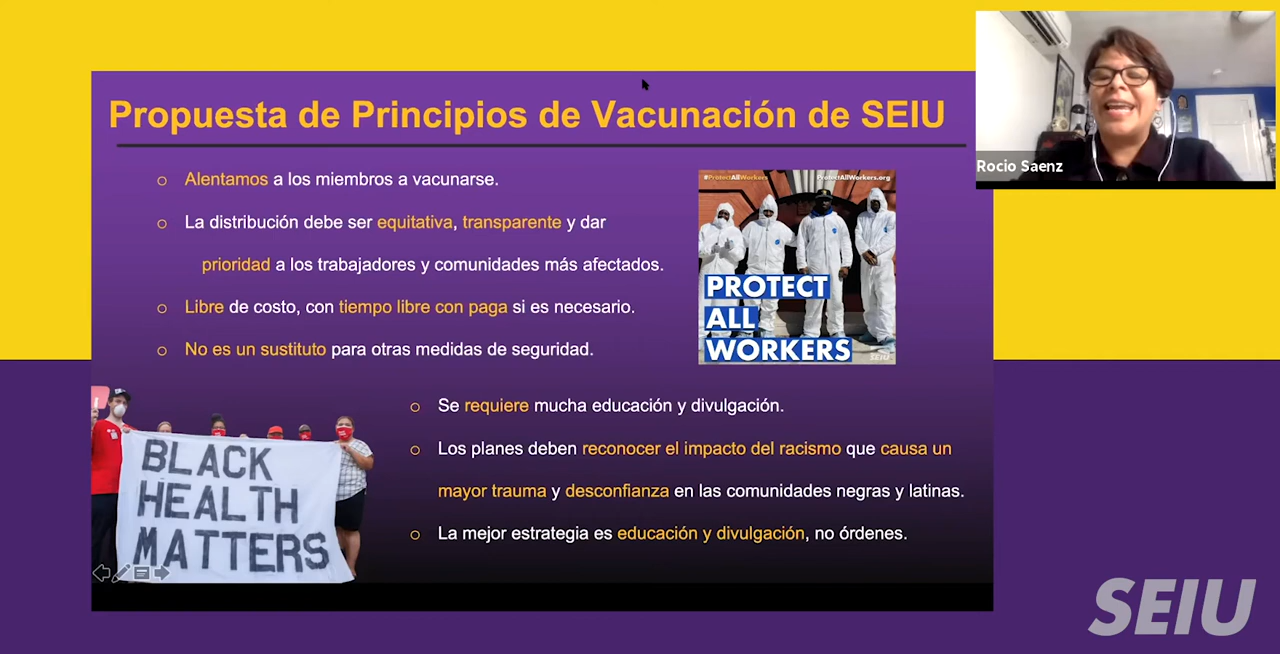 Propuesta de Principios de Vacunación de SEIU
Alentamos a los miembros a vacunarse.
La distribución debe ser equitativa, transparente y dar
prioridad a los trabajadores y comunidades más afectados.
Libre de costo, con tiempo libre con paga si es necesario.
No es un sustituto para otras medidas de seguridad.
#ProtectAllWorkers
ProtectAllWorkers.org
PROTECT
ALL
WORKERS
SEIU
Se requiere mucha educación y divulgación.
Los planes deben reconocer el impacto del racismo que causa un
mayor trauma y desconfianza en las comunidades negras y latinas.
La mejor estrategia es educación y divulgación, no órdenes.
BLACK
HEALTH
MATTERS
Rocio Saenz
SEIU